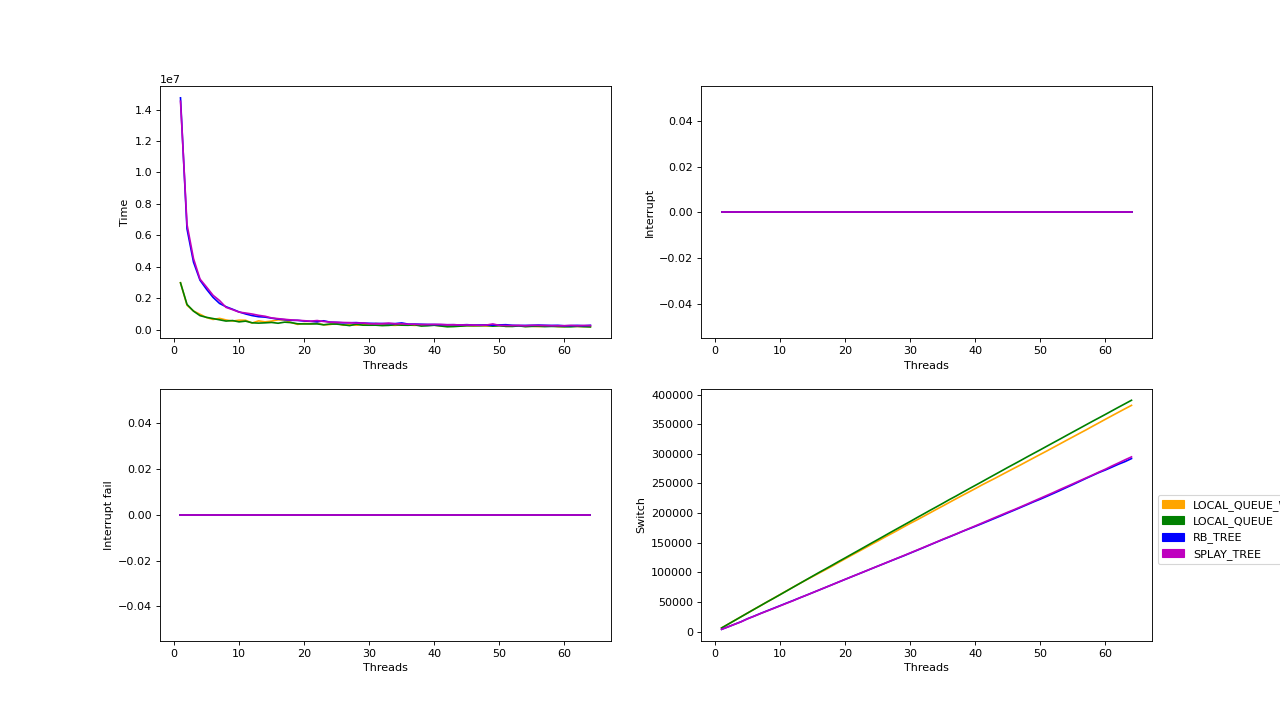 1e7
1.4
1.2
1.0
0.8
0.6
0.4
0.2
0.0
Time
0 10 20 30 40 50 60
Threads
0.04
0.02
0.00
−0.02
−0.04
Interrupt
0 10 20 30 40 50 60
Threads
0.04
0.02
0.00
−0.02
−0.04
Interrupt fail
0 10 20 30 40 50 60
Threads
400000
350000
300000
250000
200000
150000
100000
50000
0
Switch
0 10 20 30 40 50 60
Threads
LOCAL_QUEUE_
LOCAL_QUEUE
RB_TREE
SPLAY_TREE